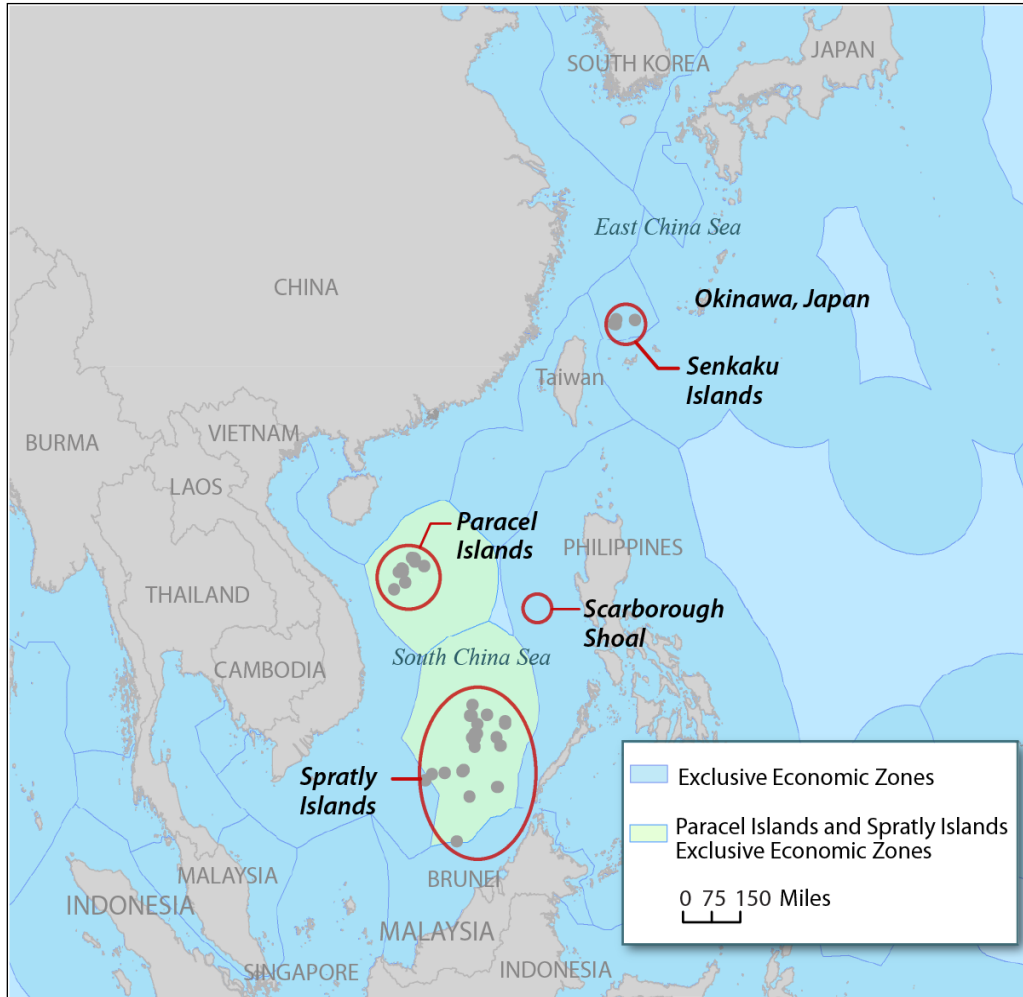 JAPAN
SOUTH KOREA
East China Sea
CHINA
Okinawa, Japan
Senkaku
Islands
Taiwan
BURMA
VIETNAM
LAOS
Paracel
Islands
PHILIPPINES
THAILAND
Scarborough
Shoal
South China Sea
CAMBODIA
Spratly
Islands
Exclusive Economic Zones
Paracel Islands and Spratly Islands
Exclusive Economic Zones
0 75 150 Miles
MALAYSIA
BRUNEI
INDONESIA
MALAYSIA
SINGAPORE
INDONESIA